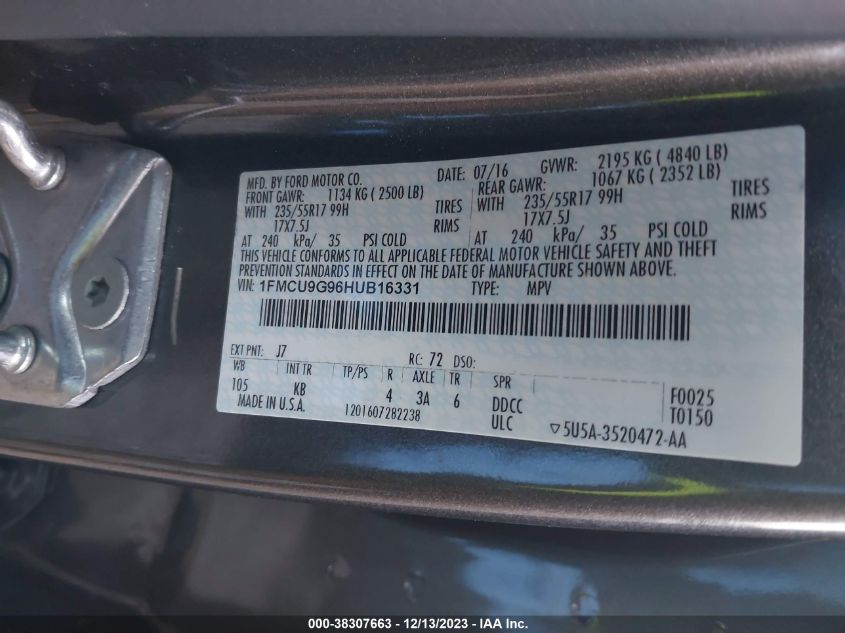 MFD. BY FORD MOTOR CO. DATE: 07/16 GVWR: 2195 KG ( 4840 LB)
FRONT GAWR: 1134 KG ( 2500 LB) REAR GAWR: 1067 KG ( 2352 LB)
WITH 235/55R17 99H TIRES WITH 235/55R17 99H TIRES
17X7.5J RIMS 17X7.5J RIMS
AT 240 kPa/ 35 PSI COLD AT 240 kPa/ 35 PSI COLD
THIS VEHICLE CONFORMS TO ALL APPLICABLE FEDERAL MOTOR VEHICLE SAFETY AND THEFT
PREVENTION STANDARDS IN EFFECT ON THE DATE OF MANUFACTURE SHOWN ABOVE.
VIN: 1FMCU9G96HUB16331 TYPE: MPV
EXT PNT: J7 RC: 72 DSO:
WB INT TR TP/PS R AXLE TR SPR
105 KB 4 3A 6 DDCC F0025
MADE IN U.S.A. 1201607282238 ULC ▽5U5A-3520472-AA T0150
000-38307663 - 12/13/2023 - IAA Inc.